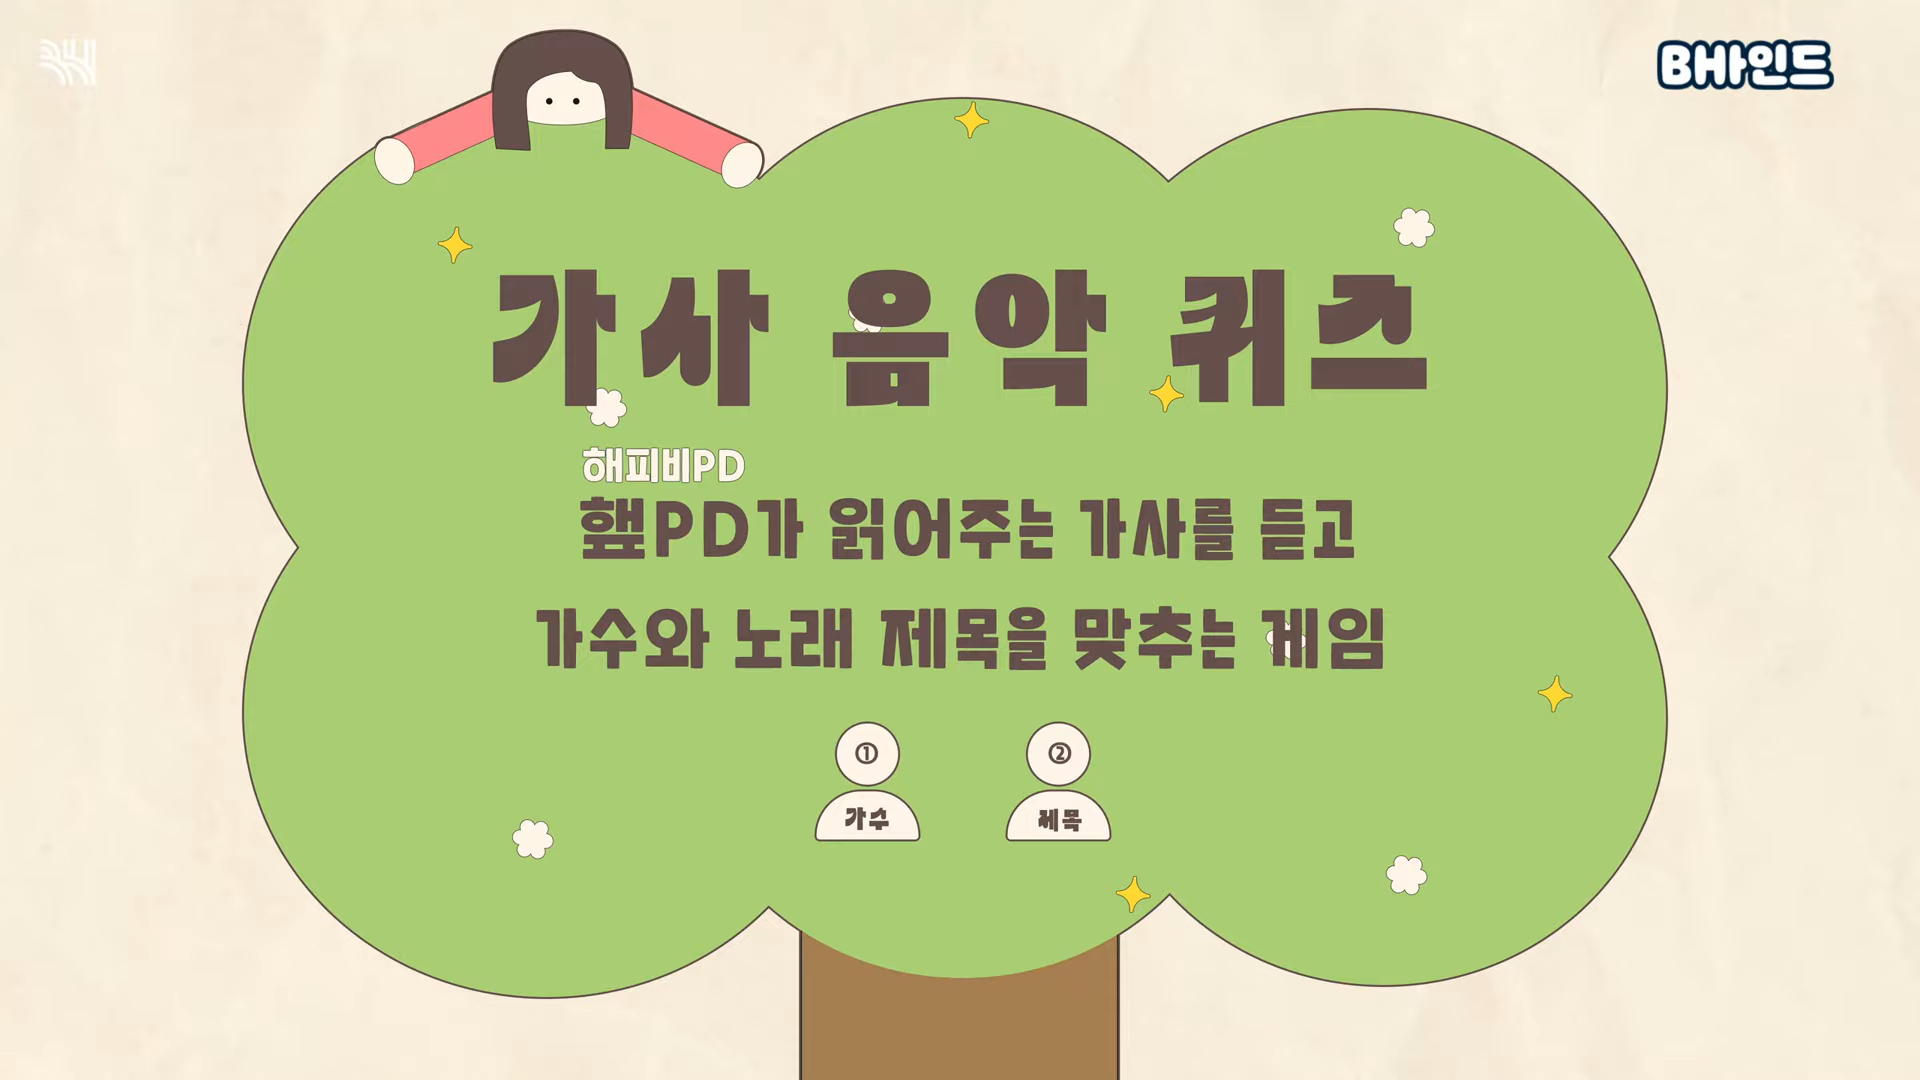 B바인드
가사 음악 퀴즈
해피비PD
햎PD가 읽어주는 가사를 듣고
가수와 노래 제목을 맞추는 게임
① ②
가수 제목